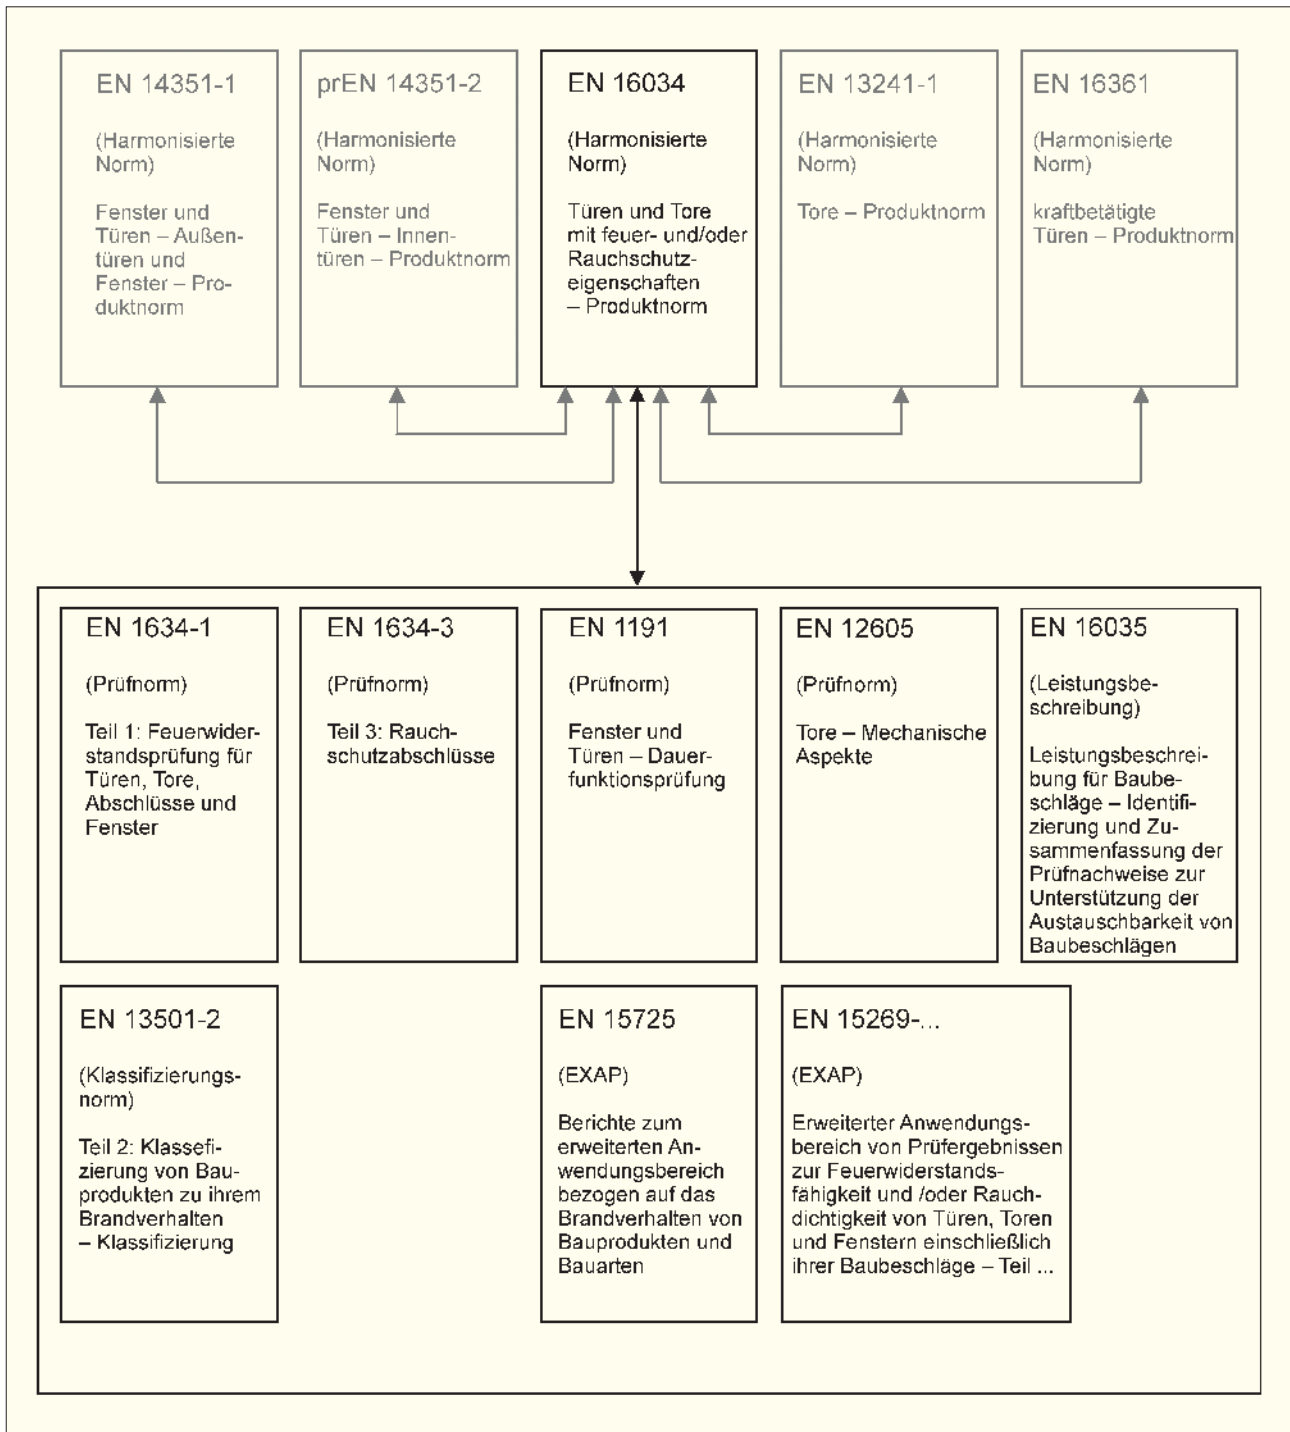 EN 14351-1
(Harmonisierte
Norm)
Fenster und
Türen – Außen-
türen und
Fenster – Pro-
duktnorm
prEN 14351-2
(Harmonisierte
Norm)
Fenster und
Türen – Innen-
türen – Produktnorm
EN 16034
(Harmonisierte
Norm)
Türen und Tore
mit feuer- und/oder
Rauchschutz-
eigenschaften
– Produktnorm
EN 13241-1
(Harmonisierte
Norm)
Tore – Produktnorm
EN 16361
(Harmonisierte
Norm)
kraftbetätigte
Türen – Produktnorm
EN 1634-1
(Prüfnorm)
Teil 1: Feuerwider-
standsprüfung für
Türen, Tore,
Abschlüsse und
Fenster
EN 1634-3
(Prüfnorm)
Teil 3: Rauch-
schutzabschlüsse
EN 1191
(Prüfnorm)
Fenster und
Türen – Dauer-
funktionsprüfung
EN 12605
(Prüfnorm)
Tore – Mechanische
Aspekte
EN 16035
(Leistungsbe-
schreibung)
Leistungsbeschrei-
bung für Baube-
schläge – Identifi-
zierung und Zu-
sammenfassung der
Prüfnachweise zur
Unterstützung der
Austauschbarkeit von
Baubeschlägen
EN 13501-2
(Klassifizierungs-
norm)
Teil 2: Klassefi-
zierung von Bau-
produkten zu ihrem
Brandverhalten
– Klassifizierung
EN 15725
(EXAP)
Berichte zum
erweiterten An-
wendungsbereich
bezogen auf das
Brandverhalten von
Bauprodukten und
Bauarten
EN 15269-...
(EXAP)
Erweiterter Anwendungs-
bereich von Prüfergebnissen
zur Feuerwiderstands-
fähigkeit und /oder Rauch-
dichtigkeit von Türen, Toren
und Fenstern einschließlich
ihrer Baubeschläge – Teil ...